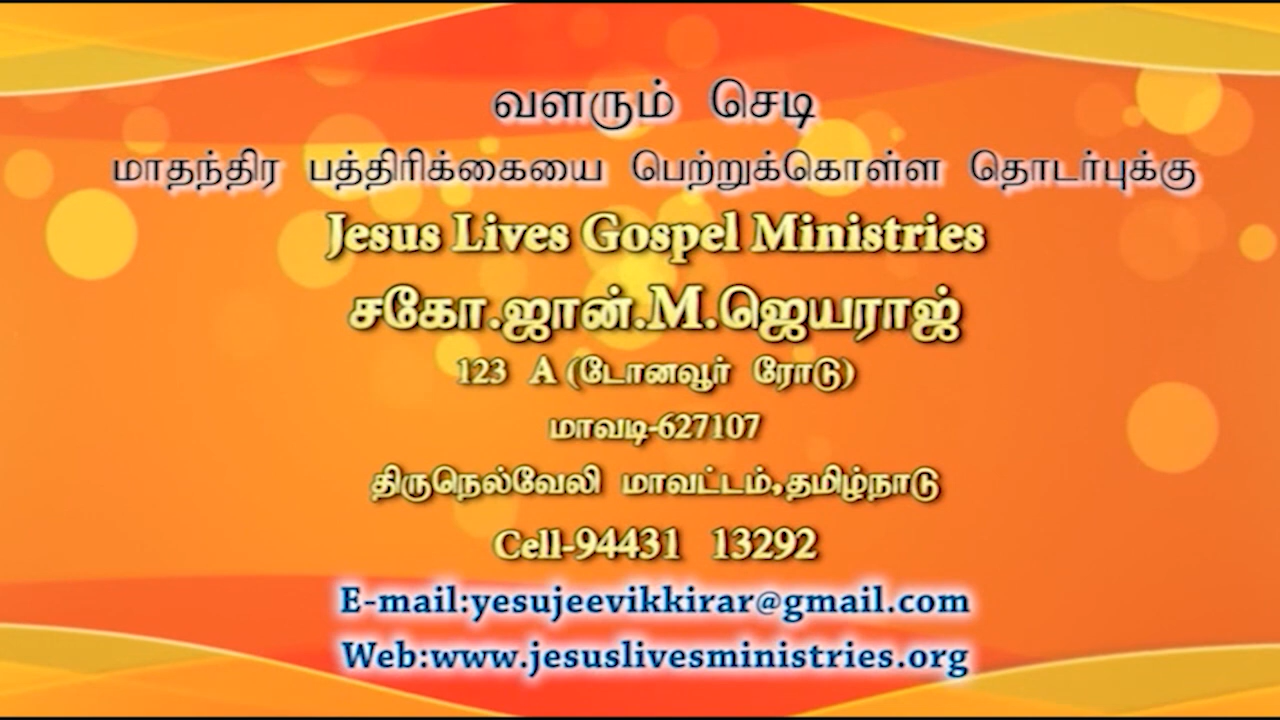 வளரும் செடி
மாதந்திர பத்திரிக்கையை பெற்றுக்கொள்ள தொடர்புக்கு
Jesus Lives Gospel Ministries
சகோ.ஜான்.M.ஜெயராஜ்
123 A (டோனவூர் ரோடு)
மாவடி-627107
திருநெல்வேலி மாவட்டம்,தமிழ்நாடு
Cell-94431 13292
E-mail:yesujeevikkirar@gmail.com
Web:www.jesuslivesministries.org